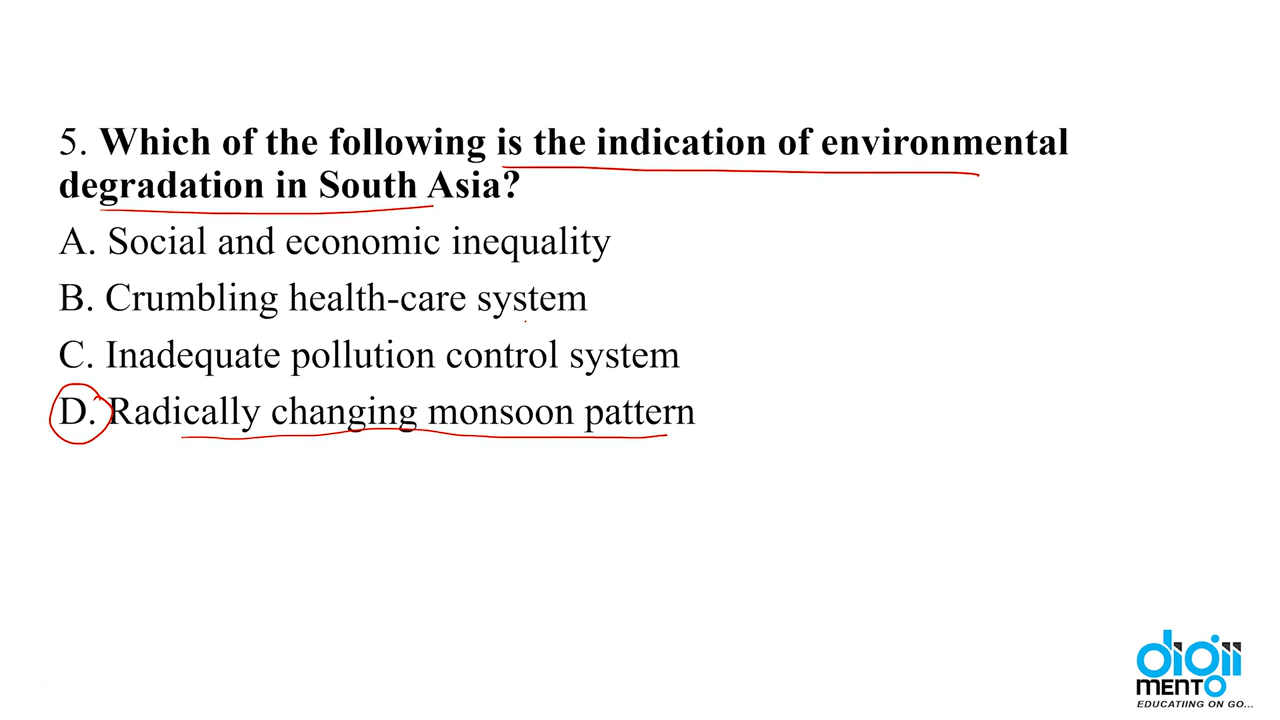 5. Which of the following is the indication of environmental
degradation in South Asia?
A. Social and economic inequality
B. Crumbling health-care system
C. Inadequate pollution control system
D. Radically changing monsoon pattern
digii
MENTO
EDUCATIING ON GO...